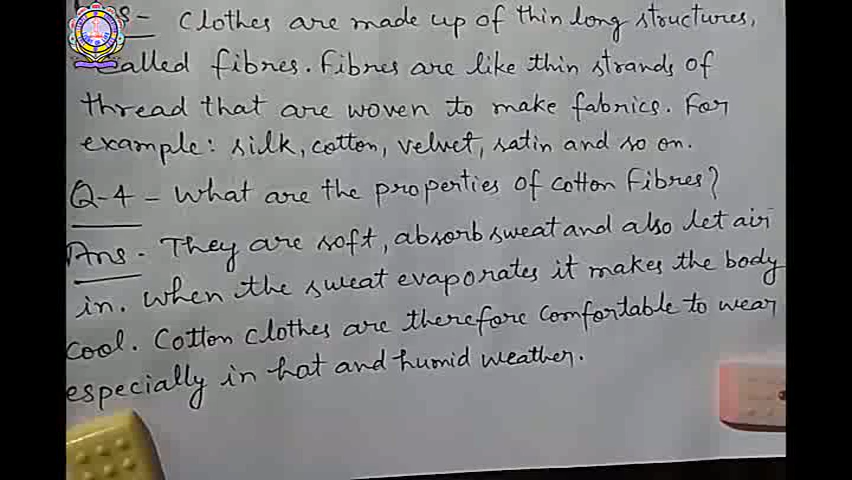 Ans- Clothes are made up of thin long structures,
called fibres. Fibres are like thin strands of
thread that are woven to make fabrics. For
example: silk, cotton, velvet, satin and so on.
Q-4- What are the properties of cotton Fibres?
Ans- They are soft, absorb sweat and also let air
in. When the sweat evaporates it makes the body
cool. Cotton clothes are therefore comfortable to wear
especially in hot and humid weather.